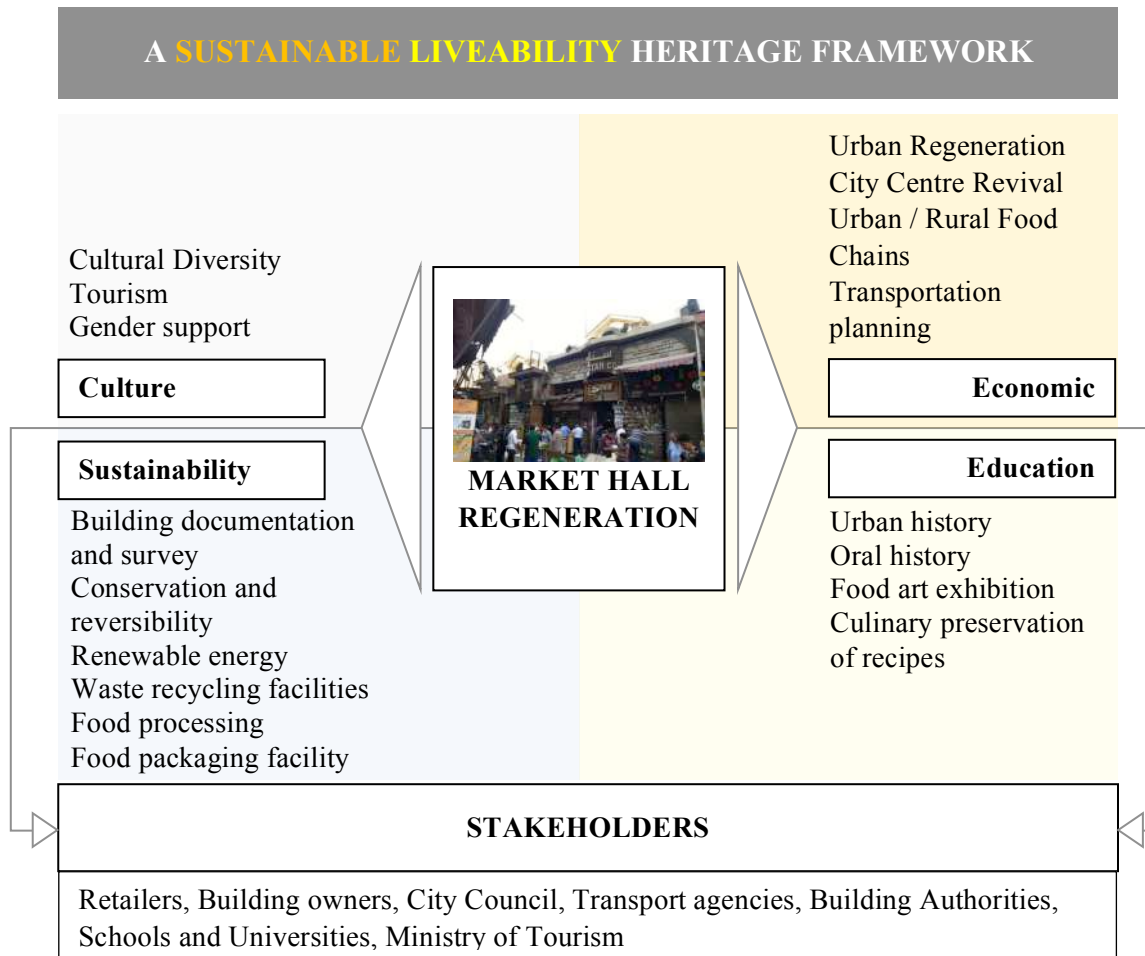 A SUSTAINABLE LIVEABILITY HERITAGE FRAMEWORK
Cultural Diversity
Tourism
Gender support
Culture
Sustainability
Building documentation
and survey
Conservation and
reversibility
Renewable energy
Waste recycling facilities
Food processing
Food packaging facility
MARKET HALL
REGENERATION
Urban Regeneration
City Centre Revival
Urban / Rural Food
Chains
Transportation
planning
Economic
Education
Urban history
Oral history
Food art exhibition
Culinary preservation
of recipes
STAKEHOLDERS
Retailers, Building owners, City Council, Transport agencies, Building Authorities,
Schools and Universities, Ministry of Tourism